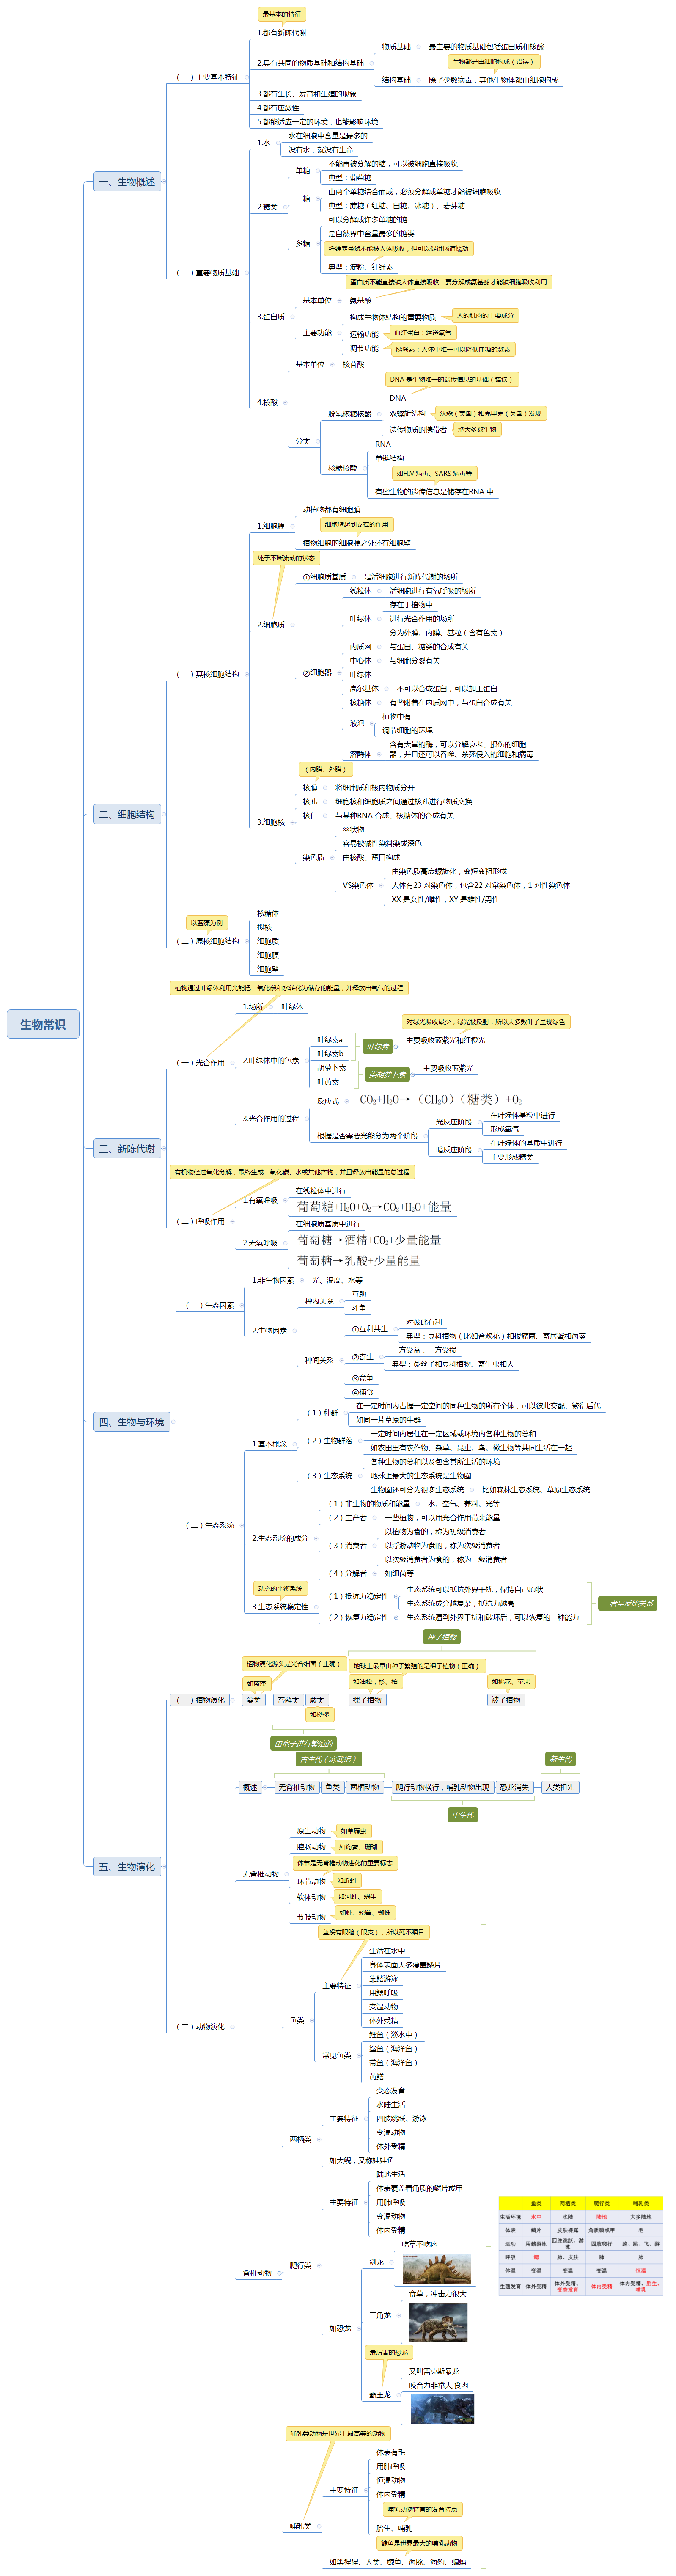 生物常识
一、生物概述
（一）主要基本特征
最基本的特征
1.都有新陈代谢
2.具有共同的物质基础和结构基础
物质基础
最主要的物质基础包括蛋白质和核酸
生物都是由细胞构成（错误）
结构基础
除了少数病毒，其他生物体都由细胞构成
3.都有生长、发育和生殖的现象
4.都有应激性
5.都能适应一定的环境，也能影响环境
（二）重要物质基础
1.水
水在细胞中含量是最多的
没有水，就没有生命
2.糖类
单糖
不能再被分解的糖，可以被细胞直接吸收
典型：葡萄糖
二糖
由两个单糖结合而成，必须分解成单糖才能被细胞吸收
典型：蔗糖（红糖、白糖、冰糖）、麦芽糖
多糖
可以分解成许多单糖的糖
是自然界中含量最多的糖类
纤维素虽然不能被人体吸收，但可以促进肠道蠕动
典型：淀粉、纤维素
3.蛋白质
蛋白质不能直接被人体直接吸收，要分解成氨基酸才能被细胞吸收利用
基本单位
氨基酸
主要功能
构成生物体结构的重要物质
人的肌肉的主要成分
运输功能
血红蛋白：运送氧气
调节功能
胰岛素：人体中唯一可以降低血糖的激素
4.核酸
基本单位
核苷酸
分类
脱氧核糖核酸
DNA 是生物唯一的遗传信息的基础（错误）
DNA
双螺旋结构
沃森（美国）和克里克（英国）发现
遗传物质的携带者
绝大多数生物
核糖核酸
RNA
单链结构
如HIV 病毒、SARS 病毒等
有些生物的遗传信息是储存在RNA 中
二、细胞结构
（一）真核细胞结构
1.细胞膜
动植物都有细胞膜
细胞壁起到支撑的作用
植物细胞的细胞膜之外还有细胞壁
处于不断流动的状态
2.细胞质
①细胞质基质
是活细胞进行新陈代谢的场所
②细胞器
线粒体
活细胞进行有氧呼吸的场所
叶绿体
存在于植物中
进行光合作用的场所
分为外膜、内膜、基粒（含有色素）
内质网
与蛋白、糖类的合成有关
中心体
与细胞分裂有关
叶绿体
高尔基体
不可以合成蛋白，可以加工蛋白
核糖体
有些附着在内质网中，与蛋白合成有关
液泡
植物中有
调节细胞的环境
溶酶体
含有大量的酶，可以分解衰老、损伤的细胞
器，并且还可以吞噬、杀死侵入的细胞和病毒
3.细胞核
（内膜、外膜）
核膜
将细胞质和核内物质分开
核孔
细胞核和细胞质之间通过核孔进行物质交换
核仁
与某种RNA 合成、核糖体的合成有关
染色质
丝状物
容易被碱性染料染成深色
由核酸、蛋白构成
VS染色体
由染色质高度螺旋化，变短变粗形成
人体有23 对染色体，包含22 对常染色体，1 对性染色体
XX 是女性/雌性，XY 是雄性/男性
（二）原核细胞结构
以蓝藻为例
核糖体
拟核
细胞质
细胞膜
细胞壁
三、新陈代谢
植物通过叶绿体利用光能把二氧化碳和水转化为储存的能量，并释放出氧气的过程
（一）光合作用
1.场所
叶绿体
2.叶绿体中的色素
叶绿素a
叶绿素b
胡萝卜素
叶黄素
叶绿素
主要吸收蓝紫光和红橙光
对绿光吸收最少，绿光被反射，所以大多数叶子呈现绿色
类胡萝卜素
主要吸收蓝紫光
3.光合作用的过程
反应式
CO₂+H₂O→（CH₂O）（糖类）+O₂
根据是否需要光能分为两个阶段
光反应阶段
在叶绿体基粒中进行
形成氧气
暗反应阶段
在叶绿体的基质中进行
主要形成糖类
有机物经过氧化分解，最终生成二氧化碳、水或其他产物，并且释放出能量的总过程
（二）呼吸作用
1.有氧呼吸
在线粒体中进行
葡萄糖+H₂O+O₂→CO₂+H₂O+能量
2.无氧呼吸
在细胞质基质中进行
葡萄糖→酒精+CO₂+少量能量
葡萄糖→乳酸+少量能量
四、生物与环境
（一）生态因素
1.非生物因素
光、温度、水等
2.生物因素
种内关系
互助
斗争
种间关系
①互利共生
对彼此有利
典型：豆科植物（比如合欢花）和根瘤菌、寄居蟹和海葵
②寄生
一方受益，一方受损
典型：菟丝子和豆科植物、寄生虫和人
③竞争
④捕食
（二）生态系统
1.基本概念
（1）种群
在一定时间内占据一定空间的同种生物的所有个体，可以彼此交配、繁衍后代
如同一片草原的牛群
（2）生物群落
一定时间内居住在一定区域或环境内各种生物的总和
如农田里有农作物、杂草、昆虫、鸟、微生物等共同生活在一起
（3）生态系统
各种生物的总和以及包含其所生活的环境
地球上最大的生态系统是生物圈
生物圈还可分为很多生态系统
比如森林生态系统、草原生态系统
2.生态系统的成分
（1）非生物的物质和能量
水、空气、养料、光等
（2）生产者
一些植物，可以用光合作用带来能量
（3）消费者
以植物为食的，称为初级消费者
以浮游动物为食的，称为次级消费者
以次级消费者为食的，称为三级消费者
（4）分解者
如细菌等
动态的平衡系统
3.生态系统稳定性
（1）抵抗力稳定性
生态系统可以抵抗外界干扰，保持自己原状
生态系统成分越复杂，抵抗力越高
（2）恢复力稳定性
生态系统遭到外界干扰和破坏后，可以恢复的一种能力
二者呈反比关系
五、生物演化
（一）植物演化
种子植物
植物演化源头是光合细菌（正确）
地球上最早由种子繁殖的是裸子植物（正确）
如蓝藻
如油松，杉、柏
如桃花、苹果
藻类
苔藓类
蕨类
裸子植物
被子植物
如桫椤
由孢子进行繁殖的
（二）动物演化
古生代（寒武纪）
新生代
概述
无脊椎动物
鱼类
两栖动物
爬行动物横行，哺乳动物出现
恐龙消失
人类祖先
中生代
无脊椎动物
原生动物
如草履虫
腔肠动物
如海葵、珊瑚
体节是无脊椎动物进化的重要标志
环节动物
如蚯蚓
软体动物
如河蚌、蜗牛
节肢动物
如虾、螃蟹、蜘蛛
脊椎动物
鱼没有眼睑（眼皮），所以死不瞑目
鱼类
主要特征
生活在水中
身体表面大多覆盖鳞片
靠鳍游泳
用鳃呼吸
变温动物
体外受精
常见鱼类
鲤鱼（淡水中）
鲨鱼（海洋鱼）
带鱼（海洋鱼）
黄鳝
两栖类
主要特征
变态发育
水陆生活
四肢跳跃、游泳
变温动物
体外受精
如大鲵，又称娃娃鱼
爬行类
主要特征
陆地生活
体表覆盖着角质的鳞片或甲
用肺呼吸
变温动物
体内受精
如恐龙
剑龙
吃草不吃肉
三角龙
食草，冲击力很大
最厉害的恐龙
霸王龙
又叫雷克斯暴龙
咬合力非常大,食肉
哺乳类动物是世界上最高等的动物
哺乳类
主要特征
体表有毛
用肺呼吸
恒温动物
体内受精
哺乳动物特有的发育特点
胎生、哺乳
鲸鱼是世界最大的哺乳动物
如黑猩猩、人类、鲸鱼、海豚、海豹、蝙蝠
鱼类 两栖类 爬行类 哺乳类
生活环境 水中 水陆 陆地 大多陆地
体表 鳞片 皮肤裸露 角质鳞或甲 毛
运动 用鳍游泳 四肢跳跃、游泳 四肢爬行 跑、跳、飞、游
呼吸 鳃 肺、皮肤 肺 肺
体温 变温 变温 变温 恒温
生殖发育 体外受精 体外受精、变态发育 体内受精 体内受精、胎生、哺乳